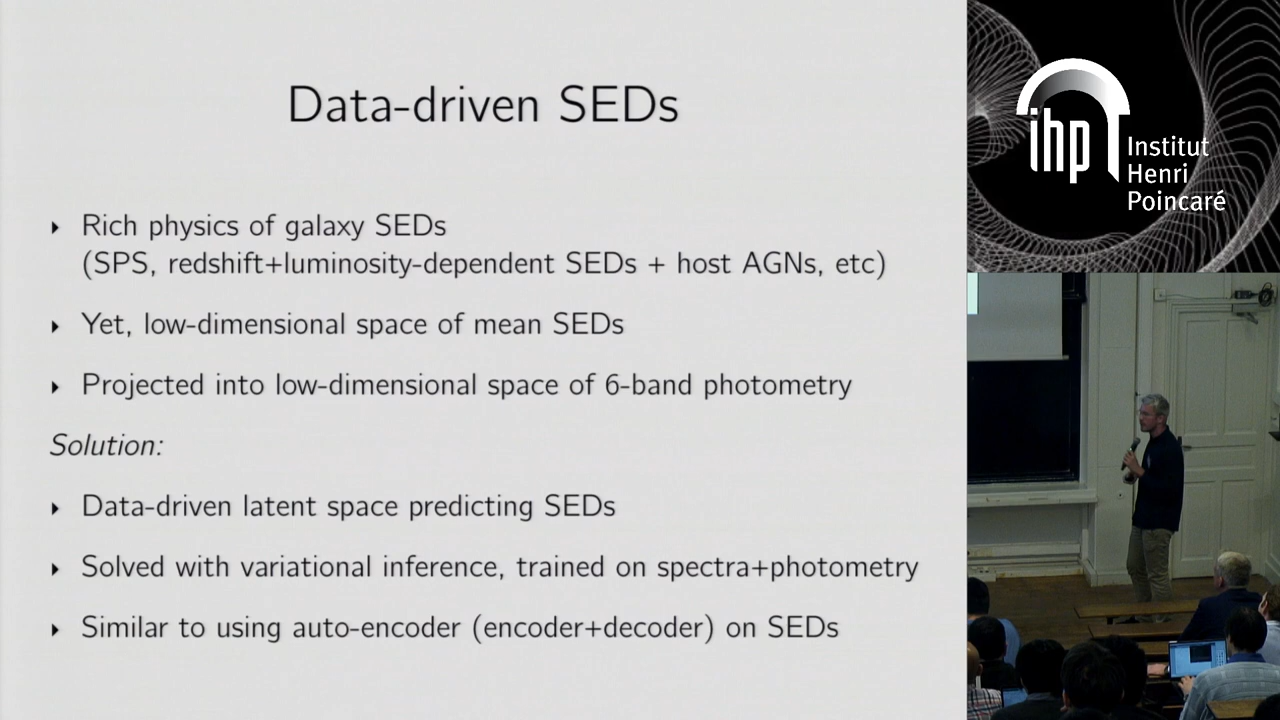 Data-driven SEDs
Rich physics of galaxy SEDs
(SPS, redshift+luminosity-dependent SEDs + host AGNs, etc)
Yet, low-dimensional space of mean SEDs
Projected into low-dimensional space of 6-band photometry
Solution:
Data-driven latent space predicting SEDs
Solved with variational inference, trained on spectra+photometry
Similar to using auto-encoder (encoder+decoder) on SEDs
ihp
Institut
Henri
Poincaré